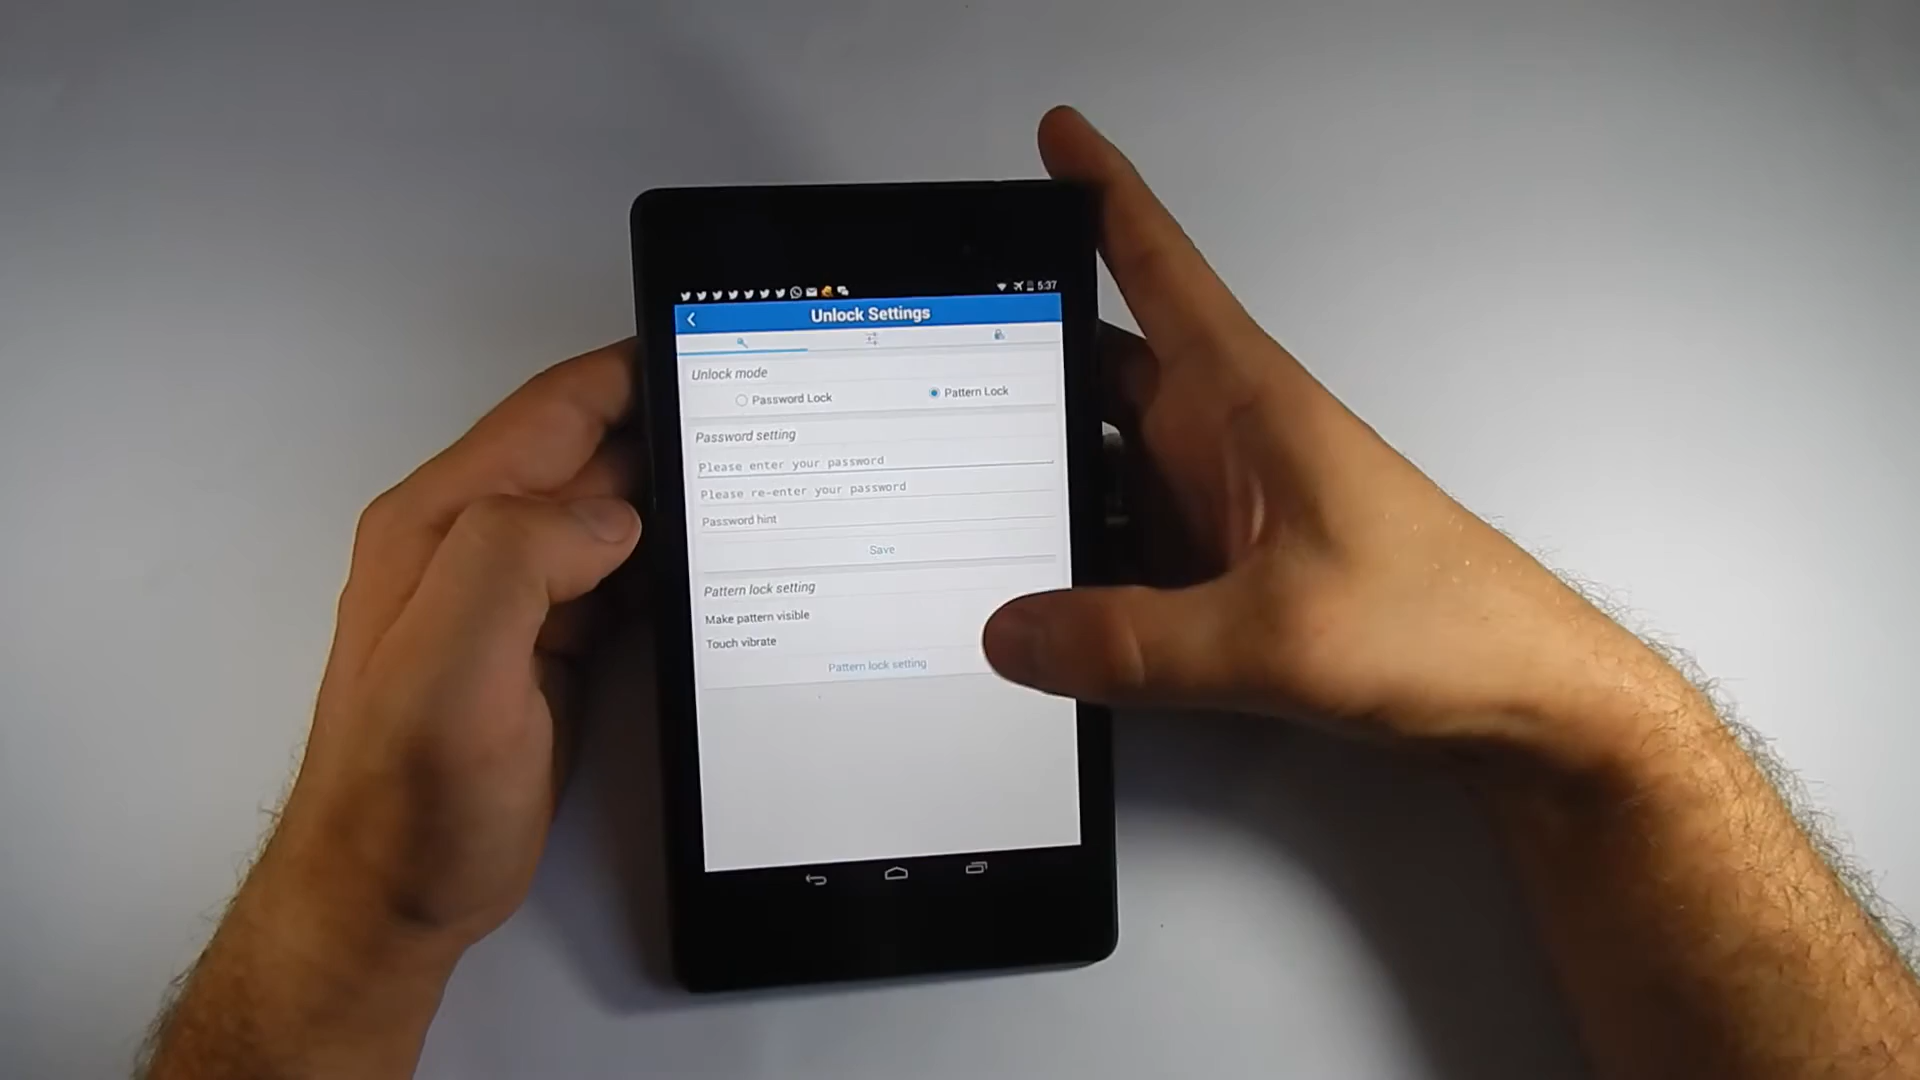 5:37
Unlock Settings
Unlock mode
Password Lock Pattern Lock
Password setting
Please enter your password
Please re-enter your password
Password hint
Save
Pattern lock setting
Make pattern visible
Touch vibrate
Pattern lock setting